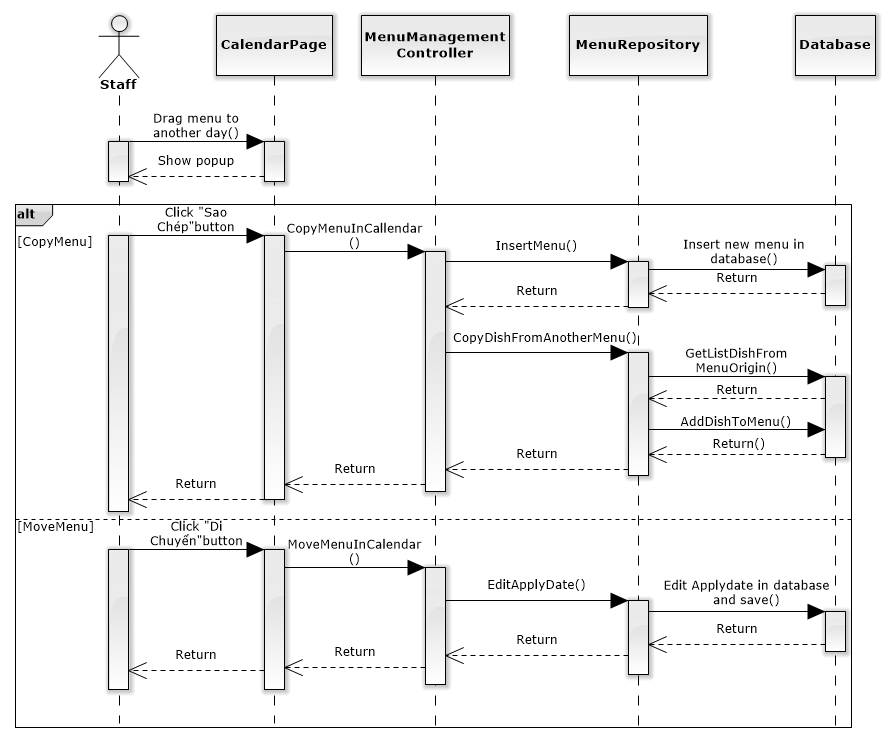 Staff
CalendarPage
MenuManagement
Controller
MenuRepository
Database
Drag menu to
another day()
Show popup
alt
[CopyMenu]
Click "Sao
Chép"button
CopyMenuInCallendar
()
InsertMenu()
Insert new menu in
database()
Return
Return
CopyDishFromAnotherMenu()
GetListDishFrom
MenuOrigin()
Return
AddDishToMenu()
Return()
Return
Return
Return
[MoveMenu]
Click "Di
Chuyển"button
MoveMenuInCalendar
()
EditApplyDate()
Edit Applydate in database
and save()
Return
Return
Return
Return